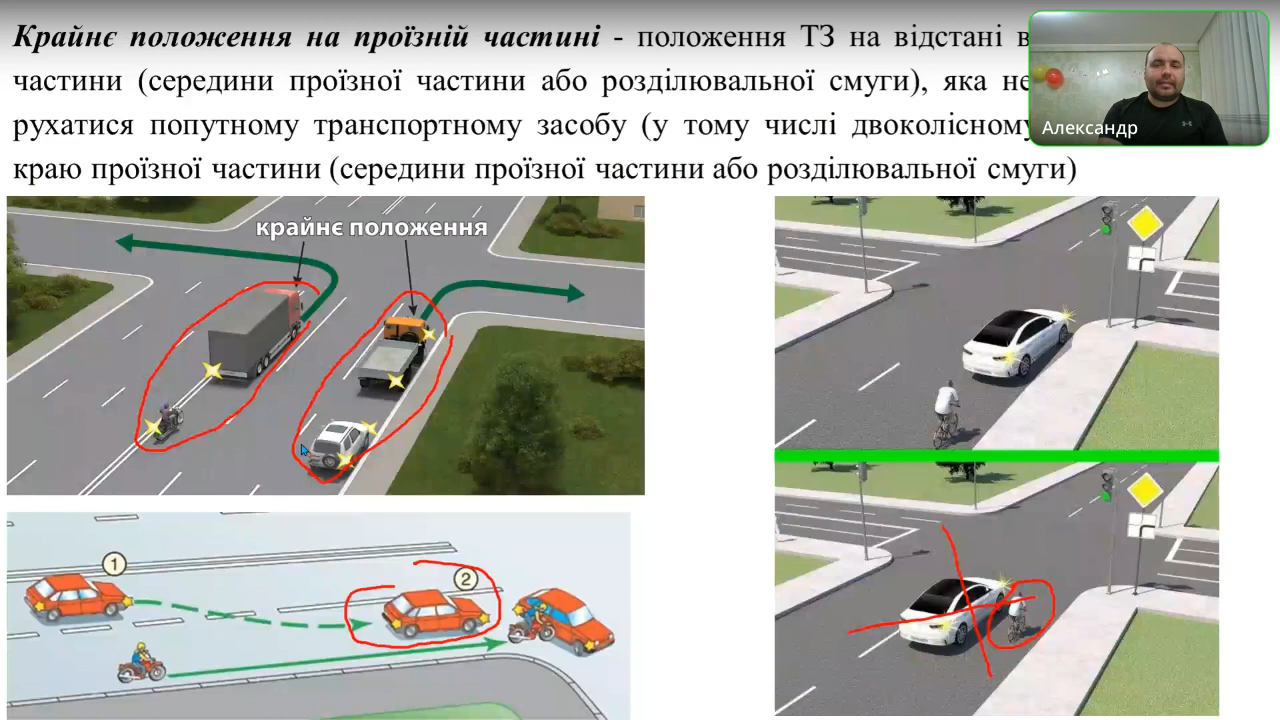 Крайнє положення на проїзній частині - положення ТЗ на відстані в
частини (середини проїзної частини або розділювальної смуги), яка не
рухатися попутному транспортному засобу (у тому числі двоколісному
краю проїзної частини (середини проїзної частини або розділювальної смуги)
Александр
крайнє положення
1
2